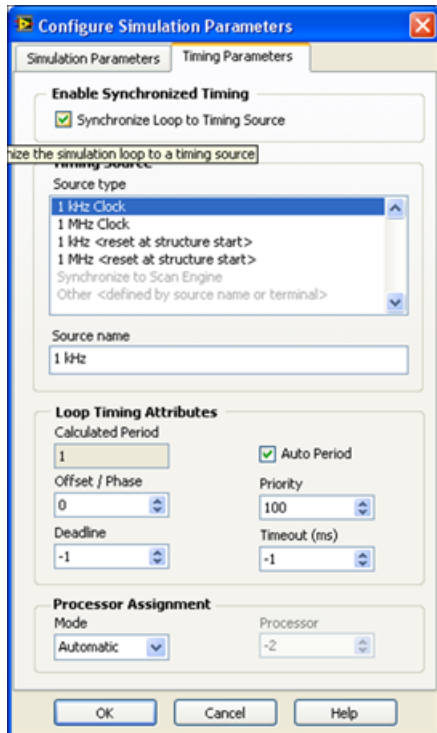 Configure Simulation Parameters
Simulation Parameters Timing Parameters
Enable Synchronized Timing
Synchronize Loop to Timing Source
nize the simulation loop to a timing source
Timing Source
Source type
1 kHz Clock
1 MHz Clock
1 kHz <reset at structure start>
1 MHz <reset at structure start>
Synchronize to Scan Engine
Other <defined by source name or terminal>
Source name
1 kHz
Loop Timing Attributes
Calculated Period
1 Auto Period
Offset / Phase Priority
0 100
Deadline Timeout (ms)
-1 -1
Processor Assignment
Mode Processor
Automatic -2
OK Cancel Help